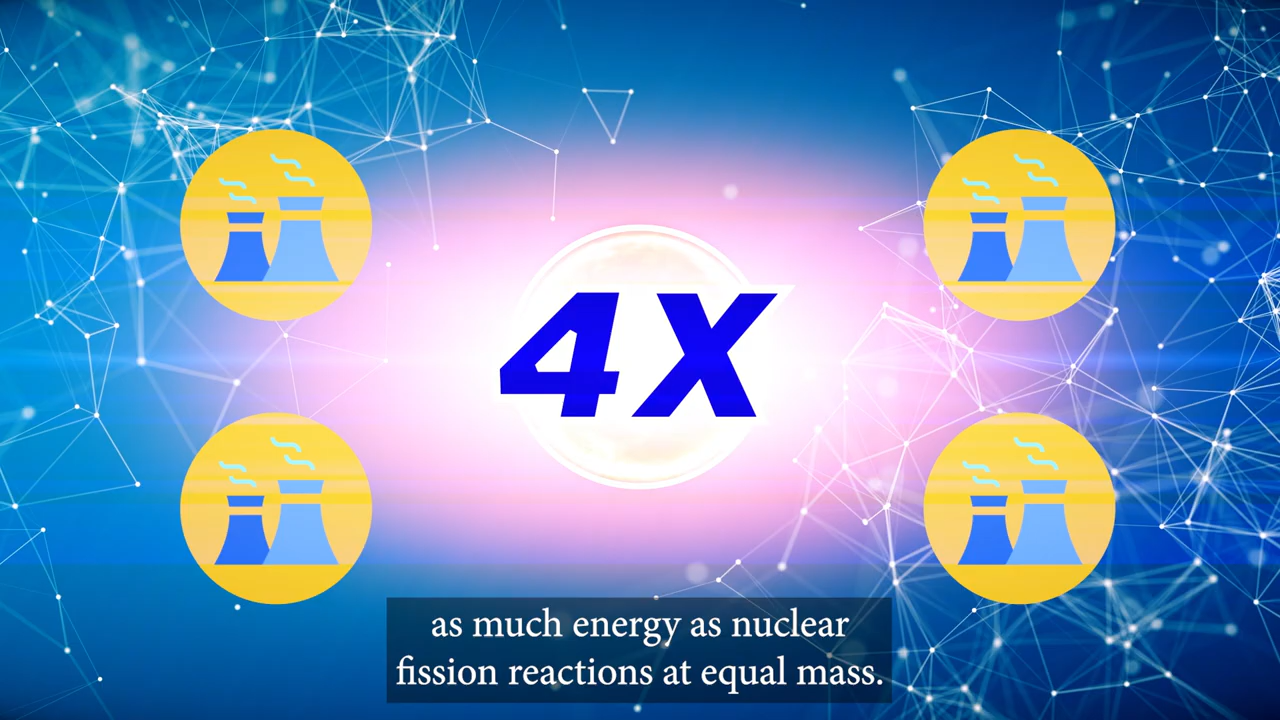 4X
as much energy as nuclear
fission reactions at equal mass.